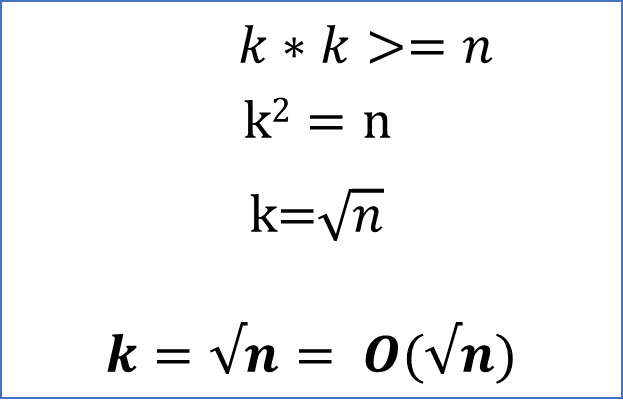 k ∗ k >= n
k² = n
k=√n
k = √n = O(√n)